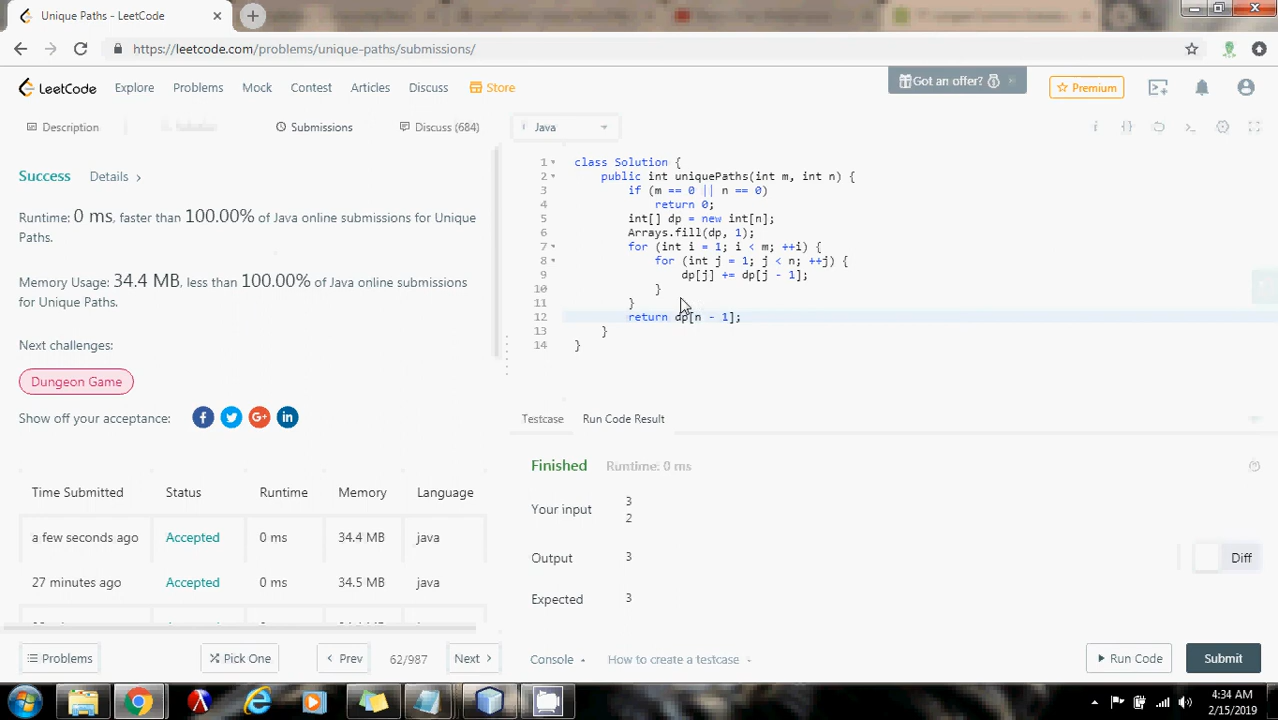 Unique Paths - LeetCode
https://leetcode.com/problems/unique-paths/submissions/
LeetCode Explore Problems Mock Contest Articles Discuss Store Got an offer? Premium
Description Submissions Discuss (684) Java
Success Details
Runtime: 0 ms, faster than 100.00% of Java online submissions for Unique
Paths.
Memory Usage: 34.4 MB, less than 100.00% of Java online submissions
for Unique Paths.
Next challenges:
Dungeon Game
Show off your acceptance:
Time Submitted Status Runtime Memory Language
a few seconds ago Accepted 0 ms 34.4 MB java
27 minutes ago Accepted 0 ms 34.5 MB java
Problems Pick One Prev 62/987 Next
1 class Solution {
2 public int uniquePaths(int m, int n) {
3 if (m == 0 || n == 0)
4 return 0;
5 int[] dp = new int[n];
6 Arrays.fill(dp, 1);
7 for (int i = 1; i < m; ++i) {
8 for (int j = 1; j < n; ++j) {
9 dp[j] += dp[j - 1];
10 }
11 }
12 return dp[n - 1];
13 }
14 }
Testcase Run Code Result
Finished Runtime: 0 ms
Your input
3
2
Output 3
Diff
Expected 3
Console How to create a testcase Run Code Submit
4:34 AM
2/15/2019